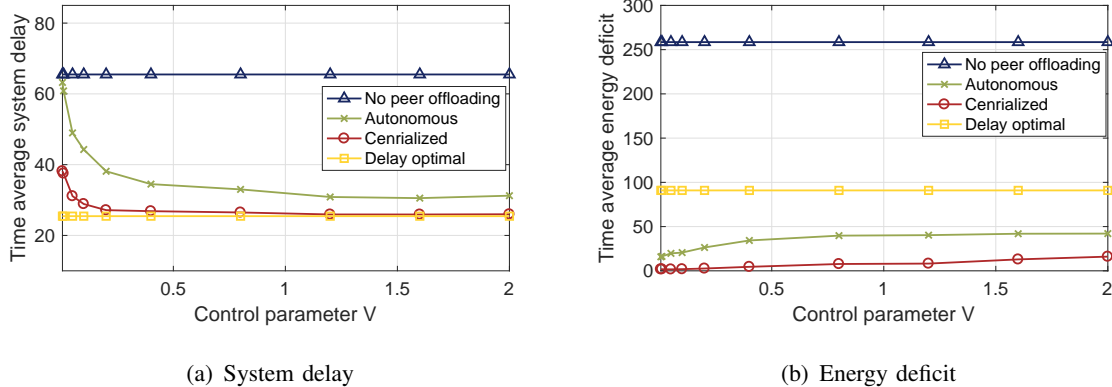 80
60
40
20
0.5 1 1.5 2
Time average system delay
Control parameter V
No peer offloading
Autonomous
Cenrialized
Delay optimal
(a) System delay
300
250
200
150
100
50
0
0.5 1 1.5 2
Time average energy deficit
Control parameter V
No peer offloading
Autonomous
Cenrialized
Delay optimal
(b) Energy deficit